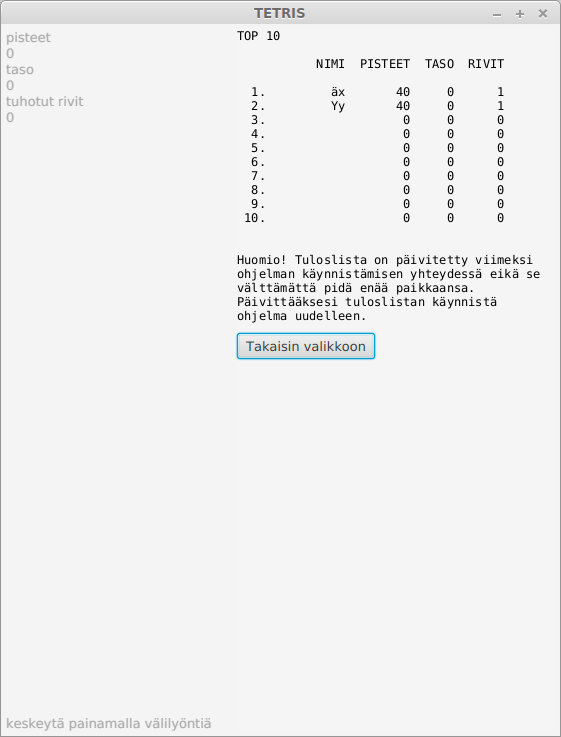 TETRIS
pisteet
0
taso
0
tuhotut rivit
0
TOP 10
NIMI PISTEET TASO RIVIT
1. äx 40 0 1
2. Yy 40 0 1
3. 0 0 0
4. 0 0 0
5. 0 0 0
6. 0 0 0
7. 0 0 0
8. 0 0 0
9. 0 0 0
10. 0 0 0
Huomio! Tuloslista on päivitetty viimeksi
ohjelman käynnistämisen yhteydessä eikä se
välttämättä pidä enää paikkaansa.
Päivittääksesi tuloslistan käynnistä
ohjelma uudelleen.
Takaisin valikkoon
keskeytä painamalla välilyöntiä